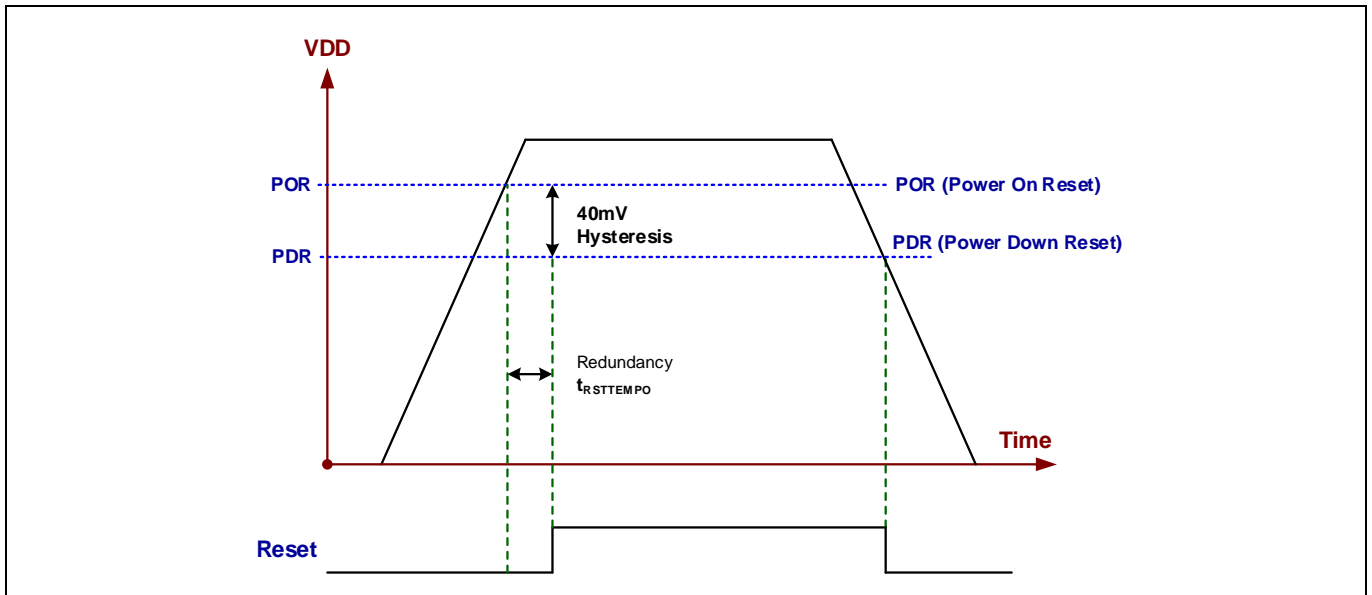 VDD
POR
POR (Power On Reset)
40mV
Hysteresis
PDR (Power Down Reset)
PDR
Redundancy
tRSTTEMPO
Time
Reset